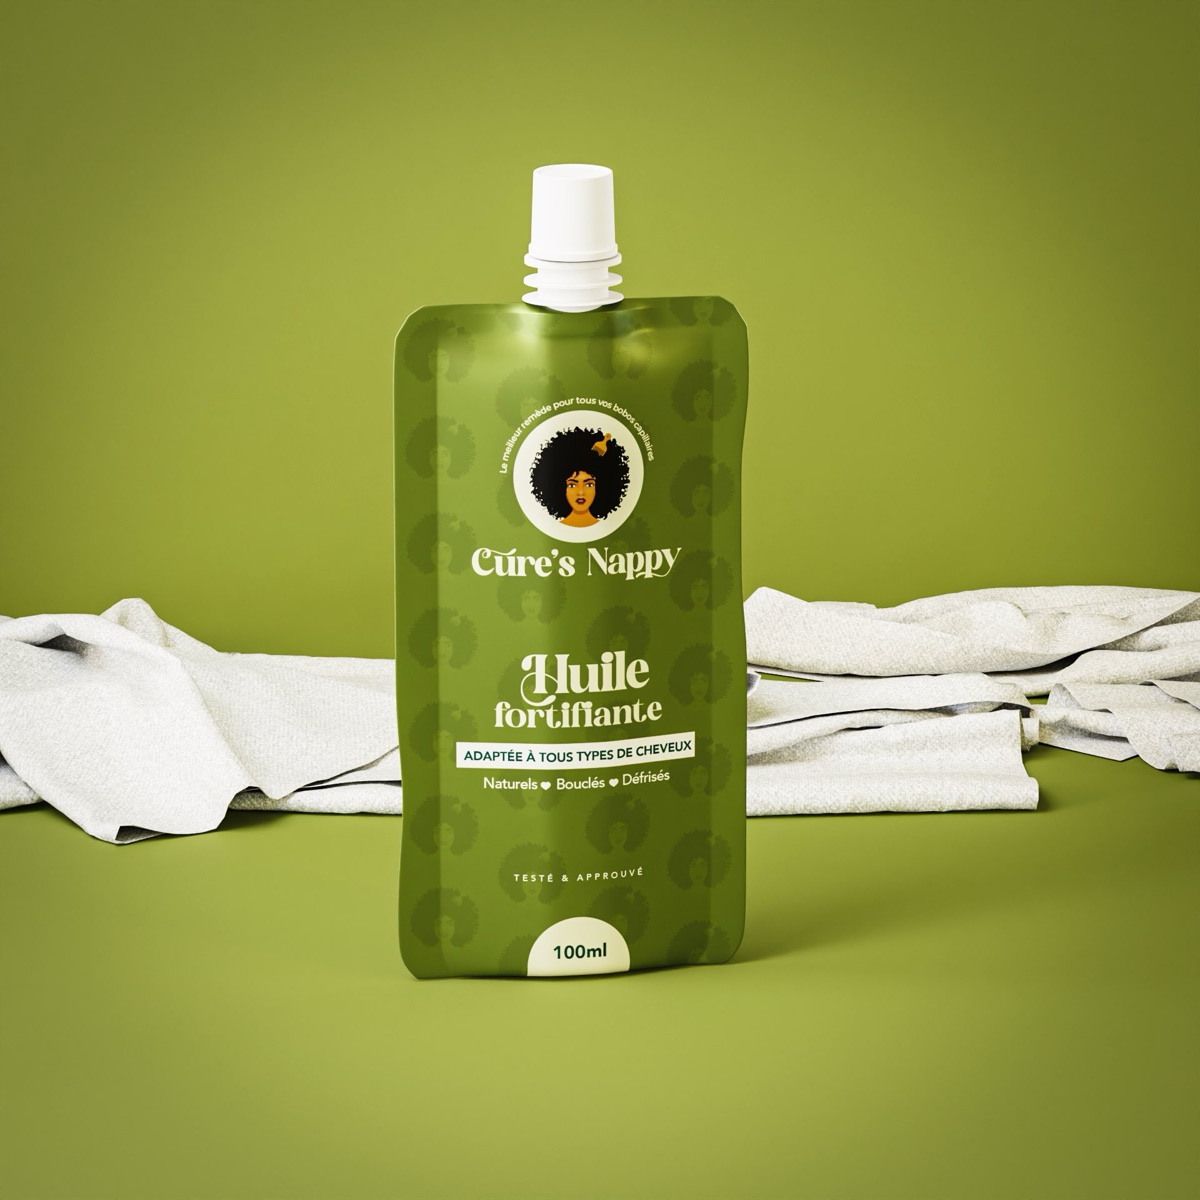 Le meilleur remède pour tous vos bobos capillaires
Cure's Nappy
Huile
fortifiante
ADAPTÉE À TOUS TYPES DE CHEVEUX
Naturels Bouclés Défrisés
TESTÉ & APPROUVÉ
100ml